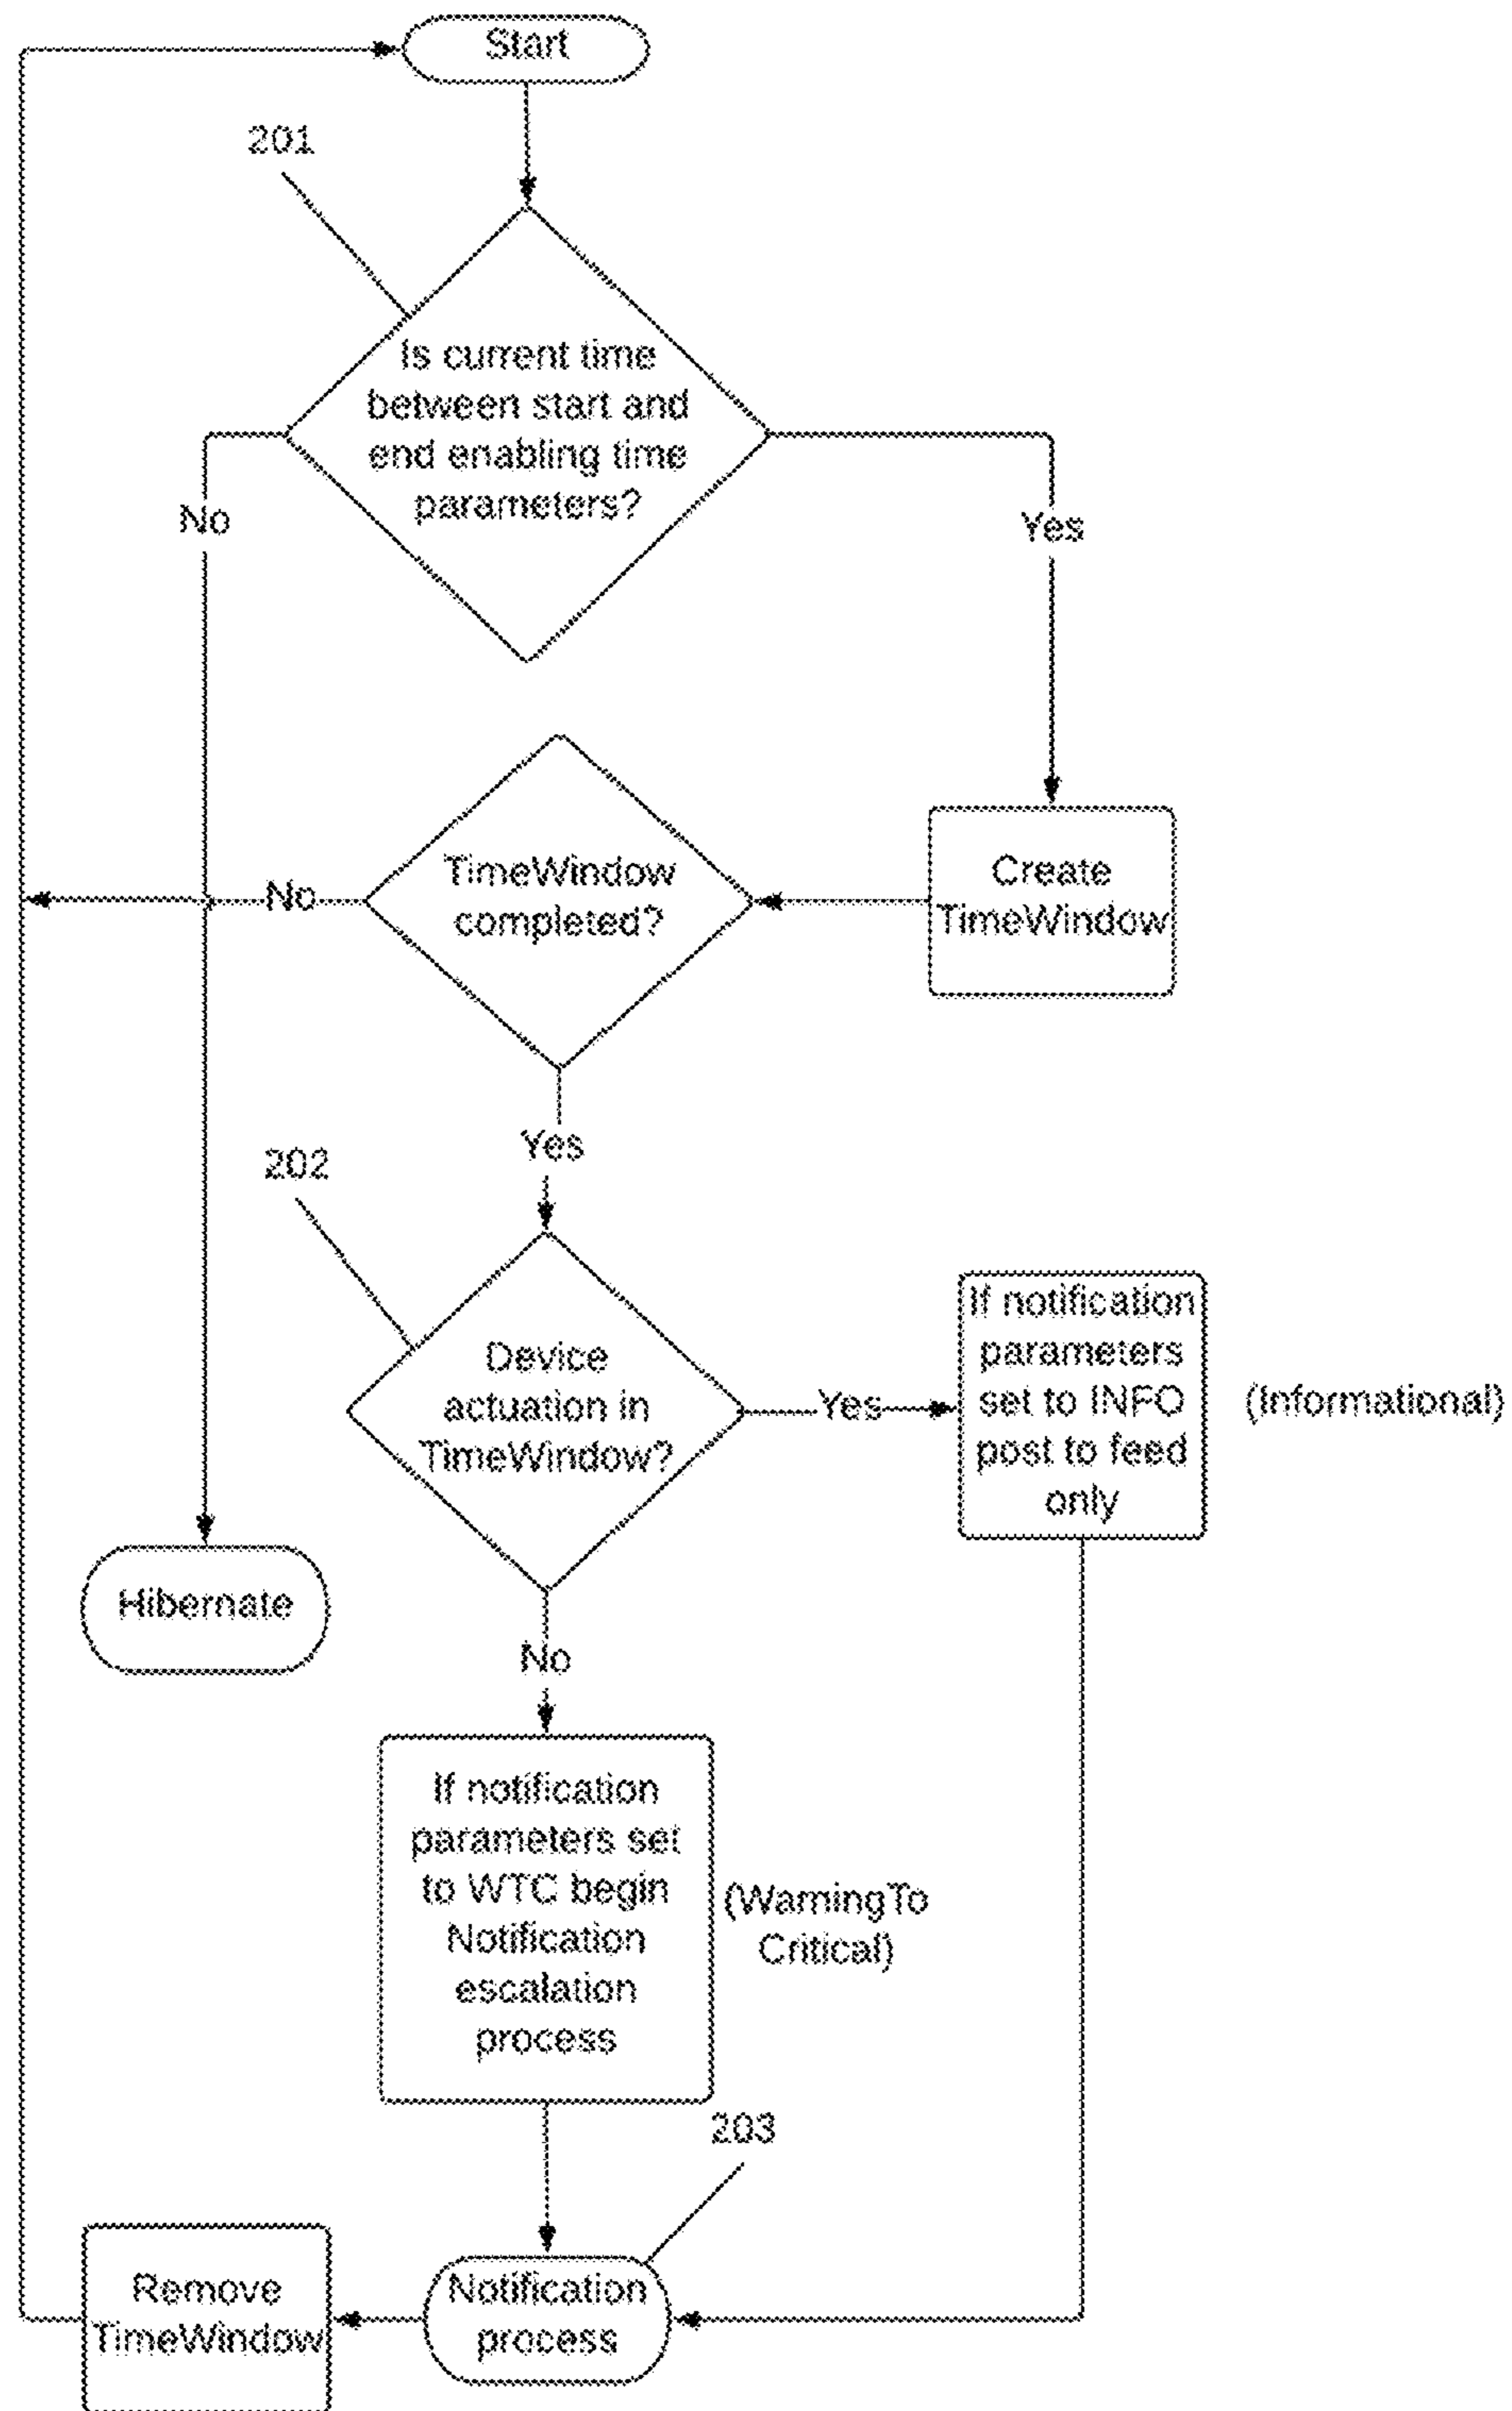 Start
201
Is current time
between start and
end enabling time
parameters?
No
Yes
TimeWindow
completed?
No
Create
TimeWindow
Yes
202
Device
actuation in
TimeWindow?
Yes
If notification
parameters
set to INFO
post to feed
only
(Informational)
Hibernate
No
If notification
parameters set
to WTC begin
Notification
escalation
process
(WarningTo
Critical)
203
Notification
process
Remove
TimeWindow